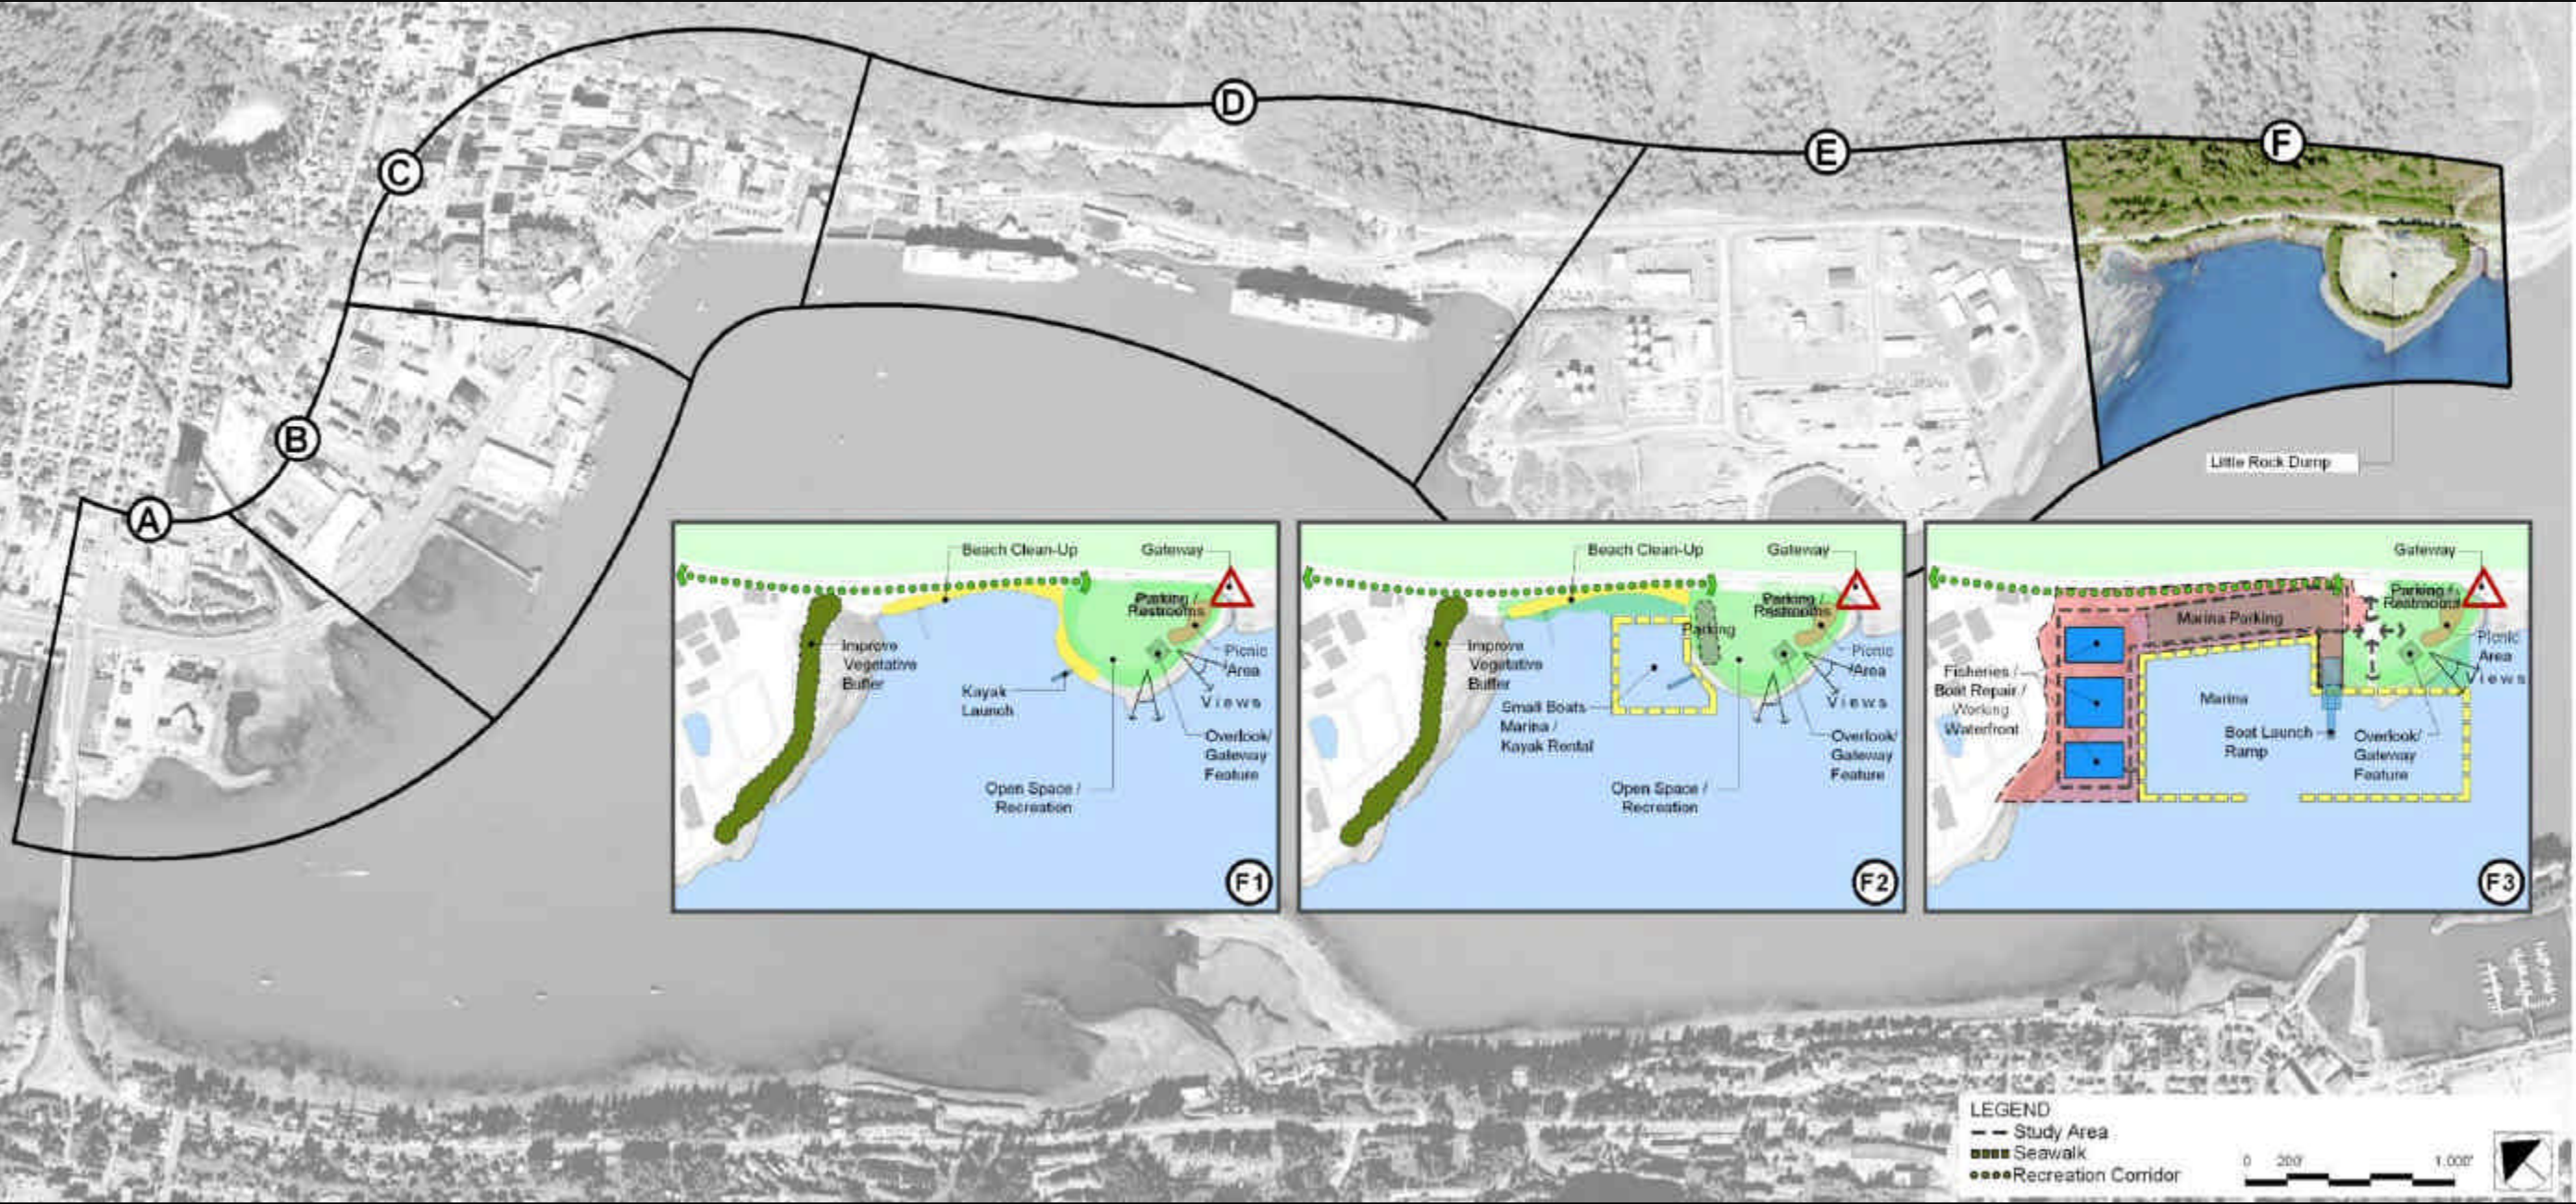 C
D
E
F
B
A
Little Rock Dump
Beach Clean-Up
Gateway
Parking /
Restrooms
Improve
Vegetative
Buffer
Picnic
Area
Kayak
Launch
Views
Overlook/
Gateway
Feature
Open Space /
Recreation
F1
Beach Clean-Up
Gateway
Parking /
Restrooms
Parking
Improve
Vegetative
Buffer
Picnic
Area
Small Boats
Marina /
Kayak Rental
Views
Overlook/
Gateway
Feature
Open Space /
Recreation
F2
Gateway
Parking /
Restrooms
Marina Parking
Picnic
Area
Fisheries /
Boat Repair /
Working
Waterfront
Views
Marina
Boat Launch
Ramp
Overlook/
Gateway
Feature
F3
LEGEND
Study Area
Seawalk
Recreation Corridor
0 200' 1,000'